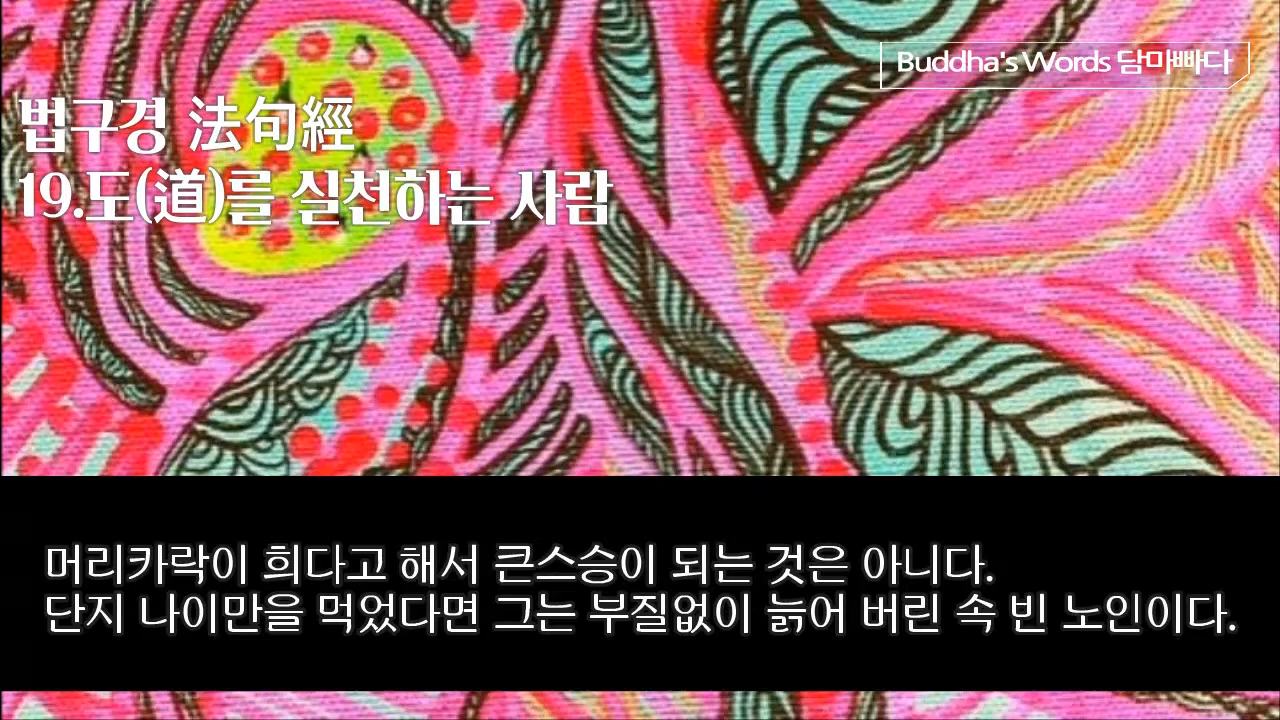 Buddha's Words 담마빠다
법구경 法句經
19.도(道)를 실천하는 사람
머리카락이 희다고 해서 큰스승이 되는 것은 아니다.
단지 나이만을 먹었다면 그는 부질없이 늙어 버린 속 빈 노인이다.